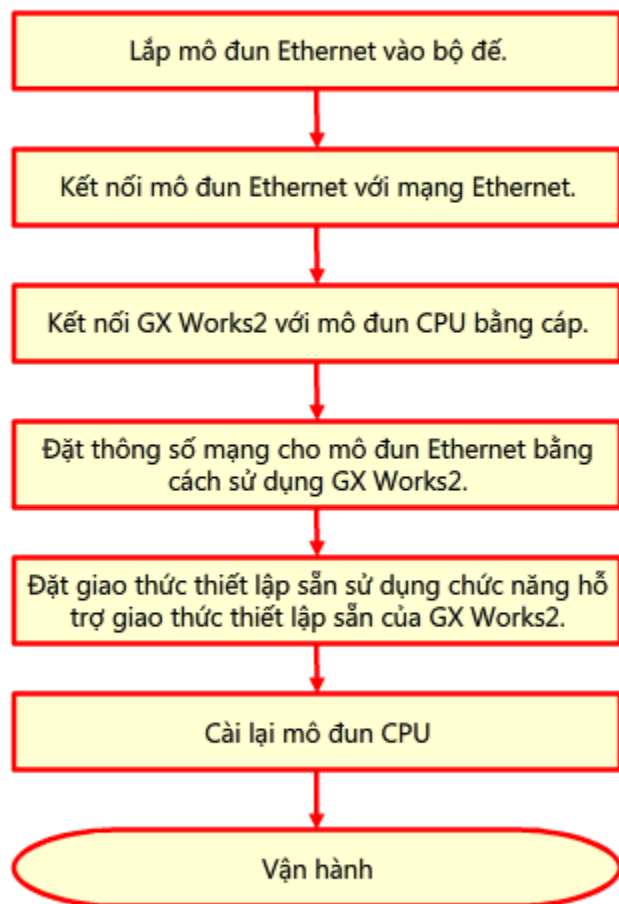 Lắp mô đun Ethernet vào bộ đế.
Kết nối mô đun Ethernet với mạng Ethernet.
Kết nối GX Works2 với mô đun CPU bằng cáp.
Đặt thông số mạng cho mô đun Ethernet bằng
cách sử dụng GX Works2.
Đặt giao thức thiết lập sẵn sử dụng chức năng hỗ
trợ giao thức thiết lập sẵn của GX Works2.
Cài lại mô đun CPU
Vận hành